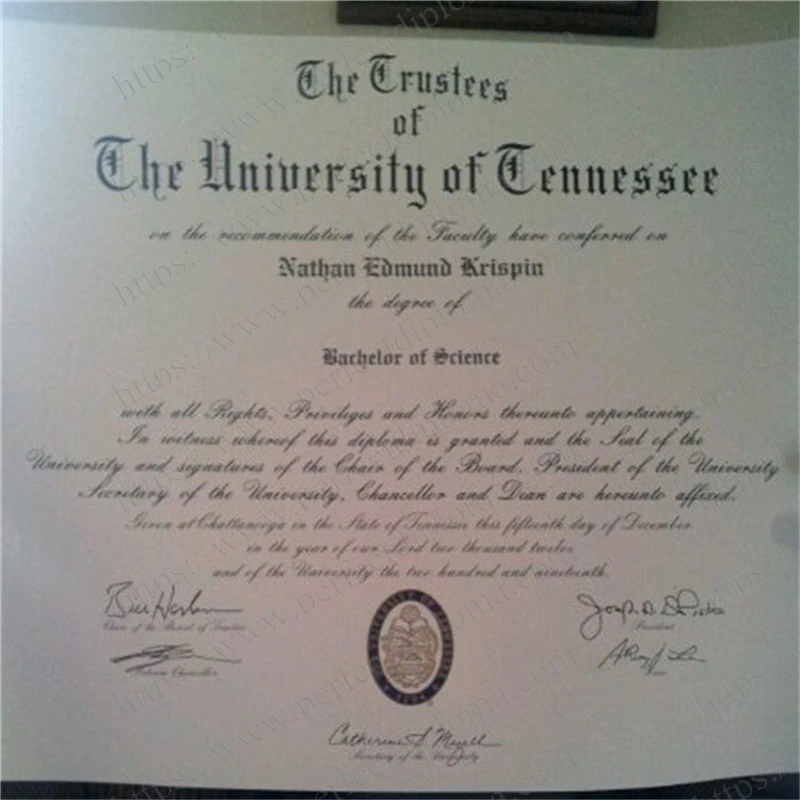 The Trustees
of
The University of Tennessee
on the recommendation of the Faculty have conferred on
Nathan Edmund Krispin
the degree of
Bachelor of Science
with all Rights, Privileges and Honors thereunto appertaining.
In witness whereof this diploma is granted and the Seal of the
University and signatures of the Chair of the Board, President of the University
Secretary of the University, Chancellor and Dean are hereunto affixed.
Given at Chattanooga in the State of Tennessee this fifteenth day of December
in the year of our Lord two thousand twelve
and of the University the two hundred and nineteenth.
Chair of the Board of Trustees
President
Chancellor
Secretary of the University
https://www.perfectdiploma.com